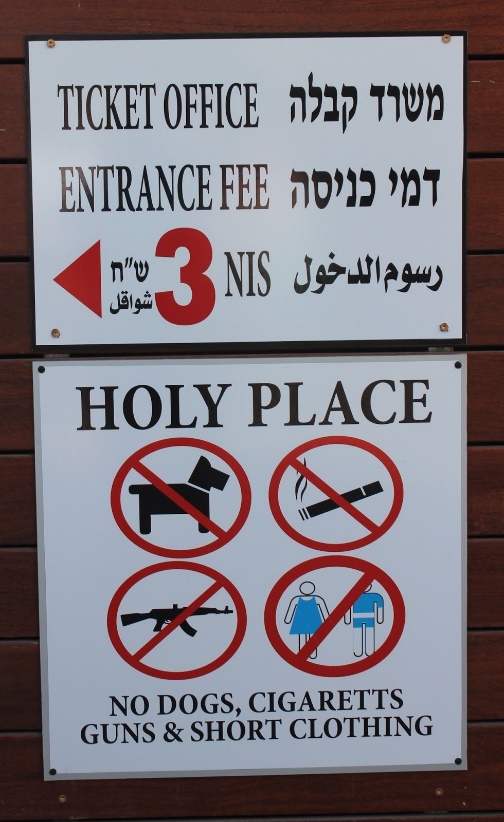 TICKET OFFICE משרד קבלה
ENTRANCE FEE דמי כניסה
ש"ח 3 NIS رسوم الدخول
شواقل
HOLY PLACE
NO DOGS, CIGARETTS
GUNS & SHORT CLOTHING